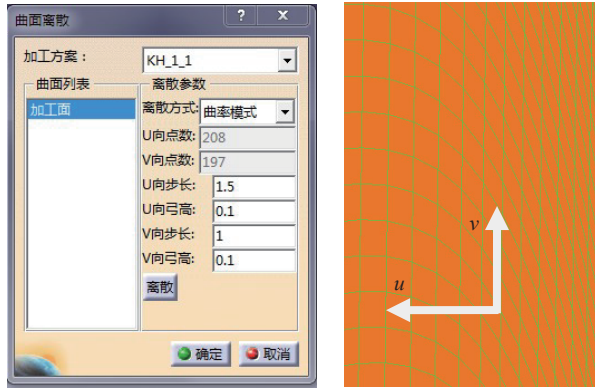 曲面离散
加工方案：
KH_1_1
曲面列表
加工面
离散参数
离散方式:
曲率模式
U向点数:
208
V向点数:
197
U向步长:
1.5
U向弓高:
0.1
V向步长:
1
V向弓高:
0.1
离散
确定
取消
v
u